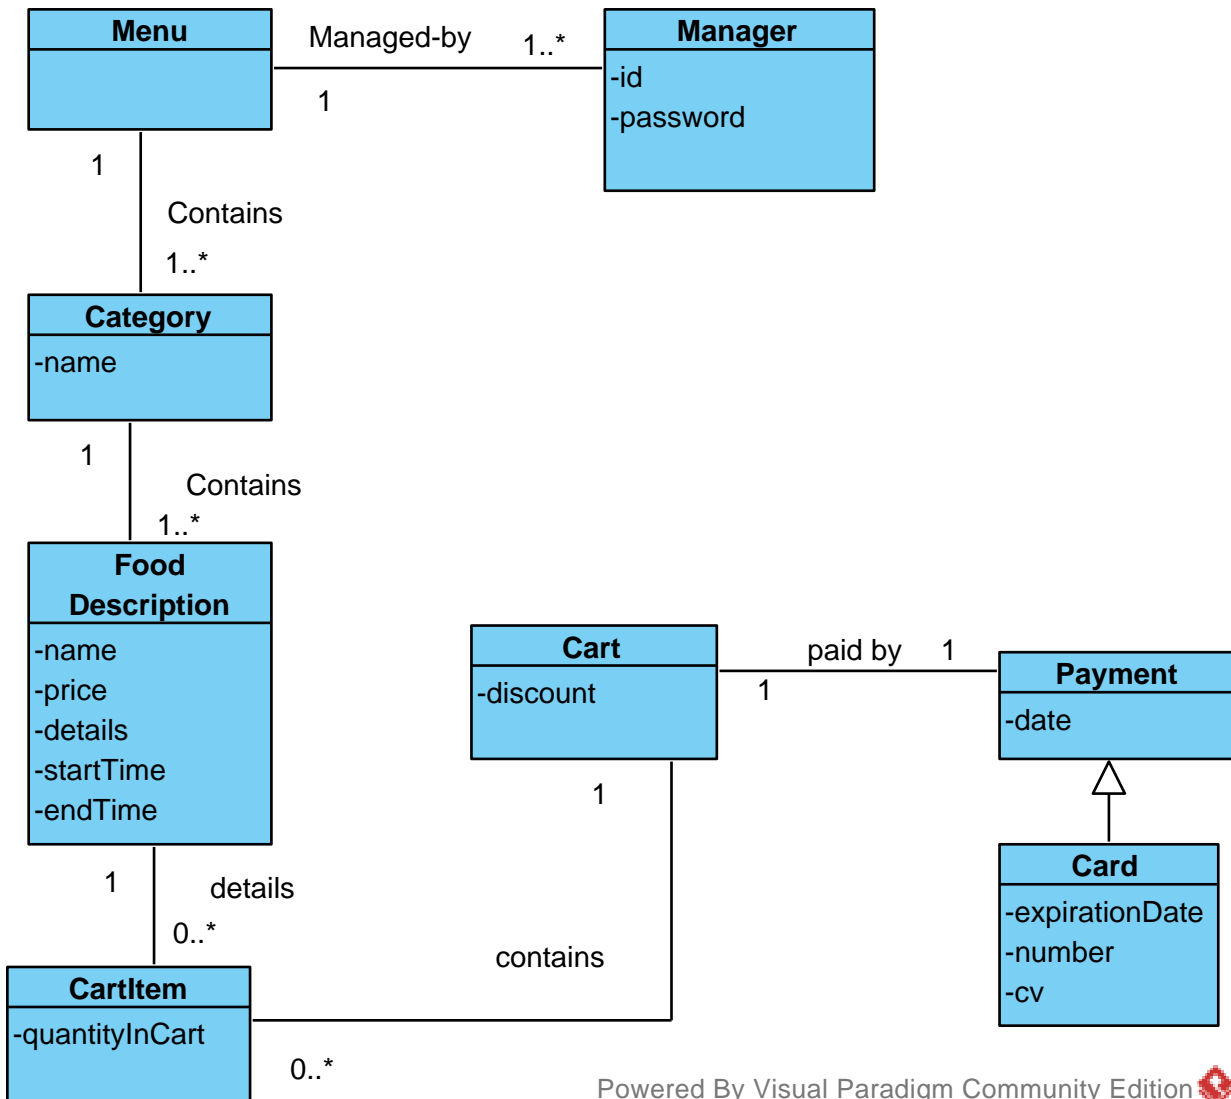 Menu
Managed-by
1..*
1
Manager
-id
-password
1
Contains
1..*
Category
-name
1
Contains
1..*
Food
Description
-name
-price
-details
-startTime
-endTime
Cart
-discount
paid by
1
1
Payment
-date
1
1
details
0..*
Card
-expirationDate
-number
-cv
contains
CartItem
-quantityInCart
0..*
Powered By Visual Paradigm Community Edition